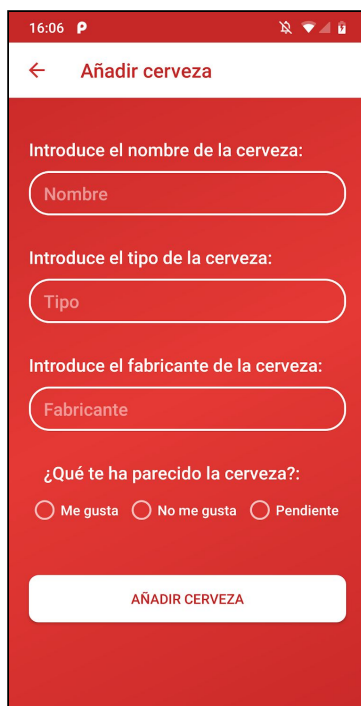 16:06
Añadir cerveza
Introduce el nombre de la cerveza:
Nombre
Introduce el tipo de la cerveza:
Tipo
Introduce el fabricante de la cerveza:
Fabricante
¿Qué te ha parecido la cerveza?:
Me gusta No me gusta Pendiente
AÑADIR CERVEZA